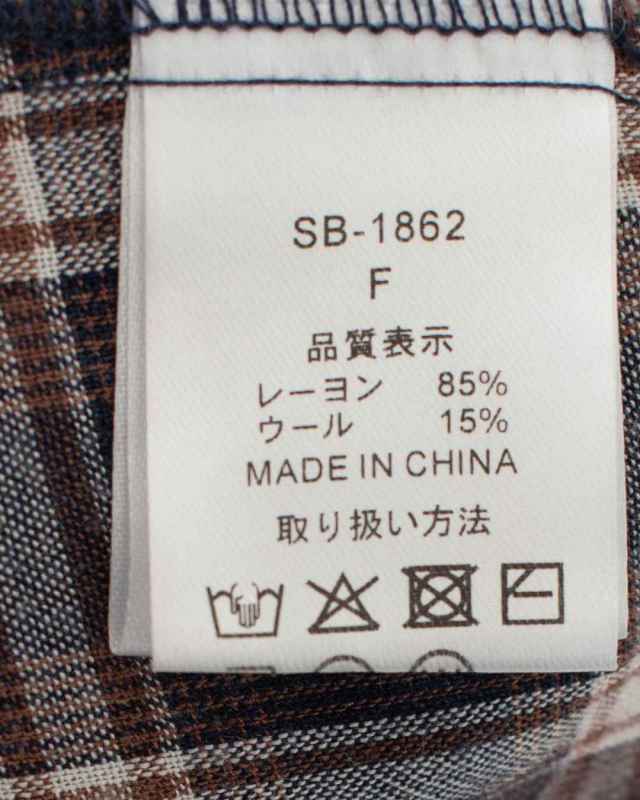 SB-1862
F
品質表示
レーヨン 85%
ウール 15%
MADE IN CHINA
取り扱い方法